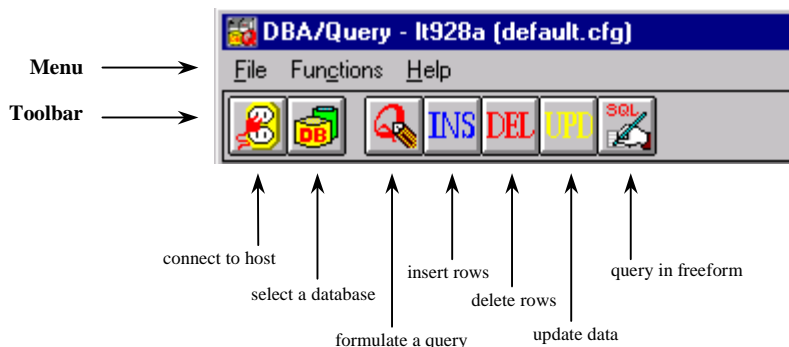 DBA/Query - lt928a (default.cfg)
Menu
File Functions Help
Toolbar
DB INS DEL UPD SQL
connect to host
select a database
formulate a query
insert rows
delete rows
update data
query in freeform